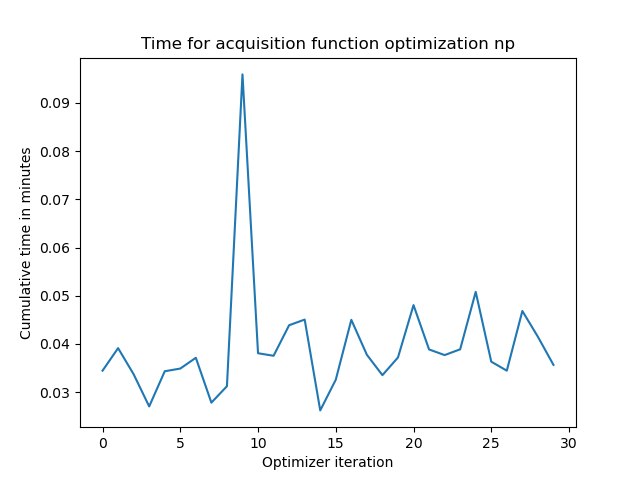 Time for acquisition function optimization np
Cumulative time in minutes
0.09
0.08
0.07
0.06
0.05
0.04
0.03
0 5 10 15 20 25 30
Optimizer iteration